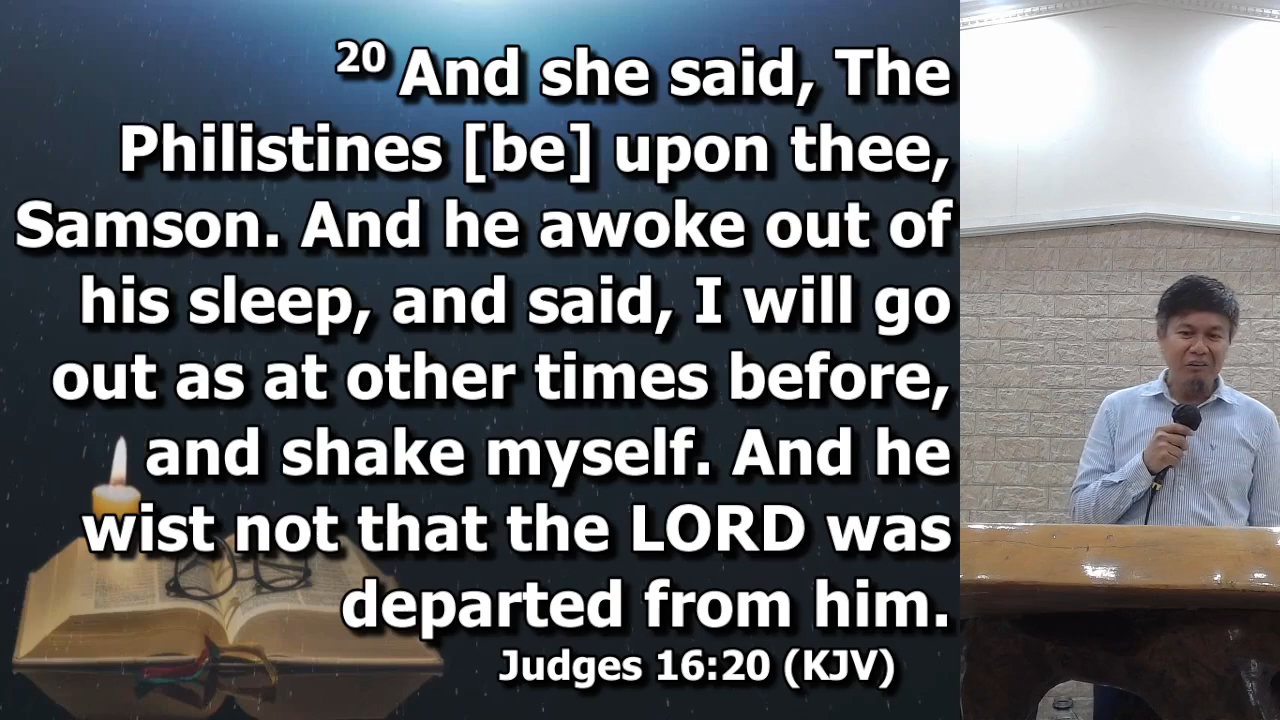 20 And she said, The
Philistines [be] upon thee,
Samson. And he awoke out of
his sleep, and said, I will go
out as at other times before,
and shake myself. And he
wist not that the LORD was
departed from him.
Judges 16:20 (KJV)